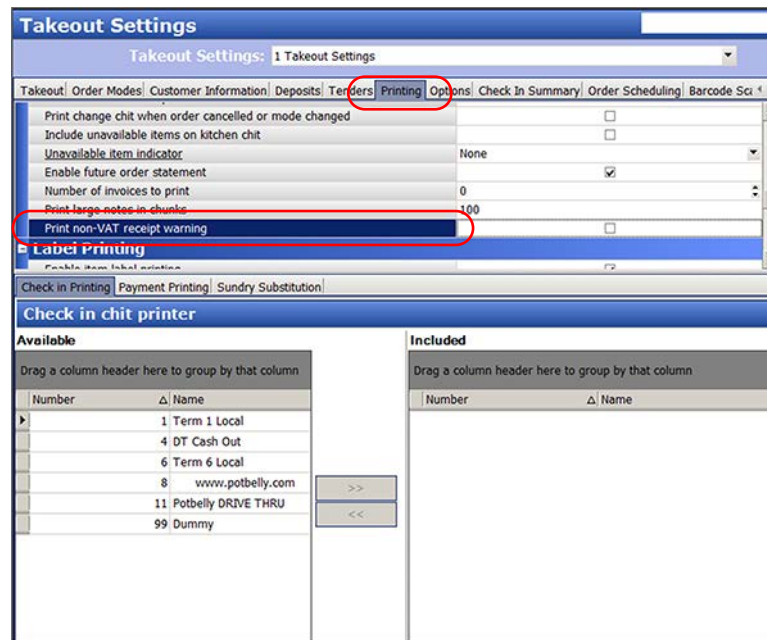 Takeout Settings
Takeout Settings: 1 Takeout Settings
Takeout Order Modes Customer Information Deposits Tenders Printing Options Check In Summary Order Scheduling Barcode Sca
Print change chit when order cancelled or mode changed
Include unavailable items on kitchen chit
Unavailable item indicator None
Enable future order statement
Number of invoices to print 0
Print large notes in chunks 100
Print non-VAT receipt warning
Label Printing
Enable item label printing
Check in Printing Payment Printing Sundry Substitution
Check in chit printer
Available Included
Drag a column header here to group by that column Drag a column header here to group by that column
Number Name Number Name
1 Term 1 Local
4 DT Cash Out
6 Term 6 Local
8 www.potbelly.com
>>
11 Potbelly DRIVE THRU
<<
99 Dummy